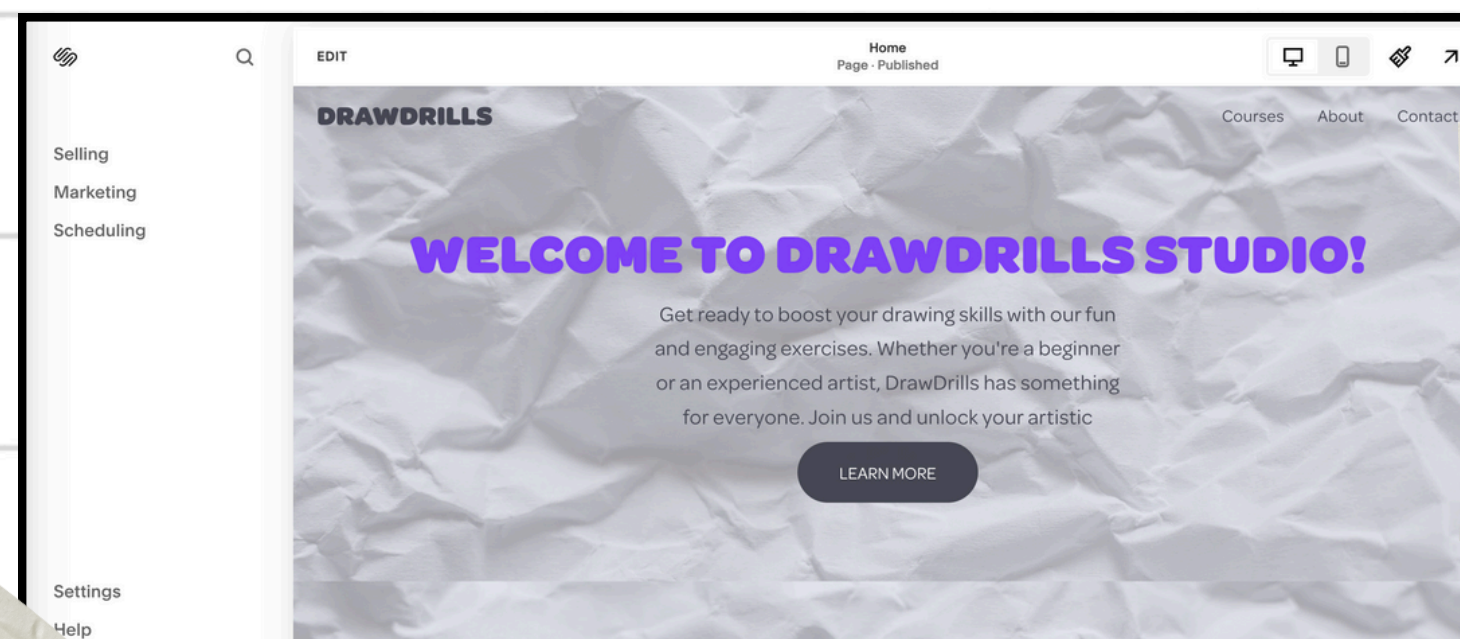 EDIT
Home
Page · Published
DRAWDRILLS
Courses About Contact
Selling
Marketing
Scheduling
WELCOME TO DRAWDRILLS STUDIO!
Get ready to boost your drawing skills with our fun
and engaging exercises. Whether you're a beginner
or an experienced artist, DrawDrills has something
for everyone. Join us and unlock your artistic
LEARN MORE
Settings
Help